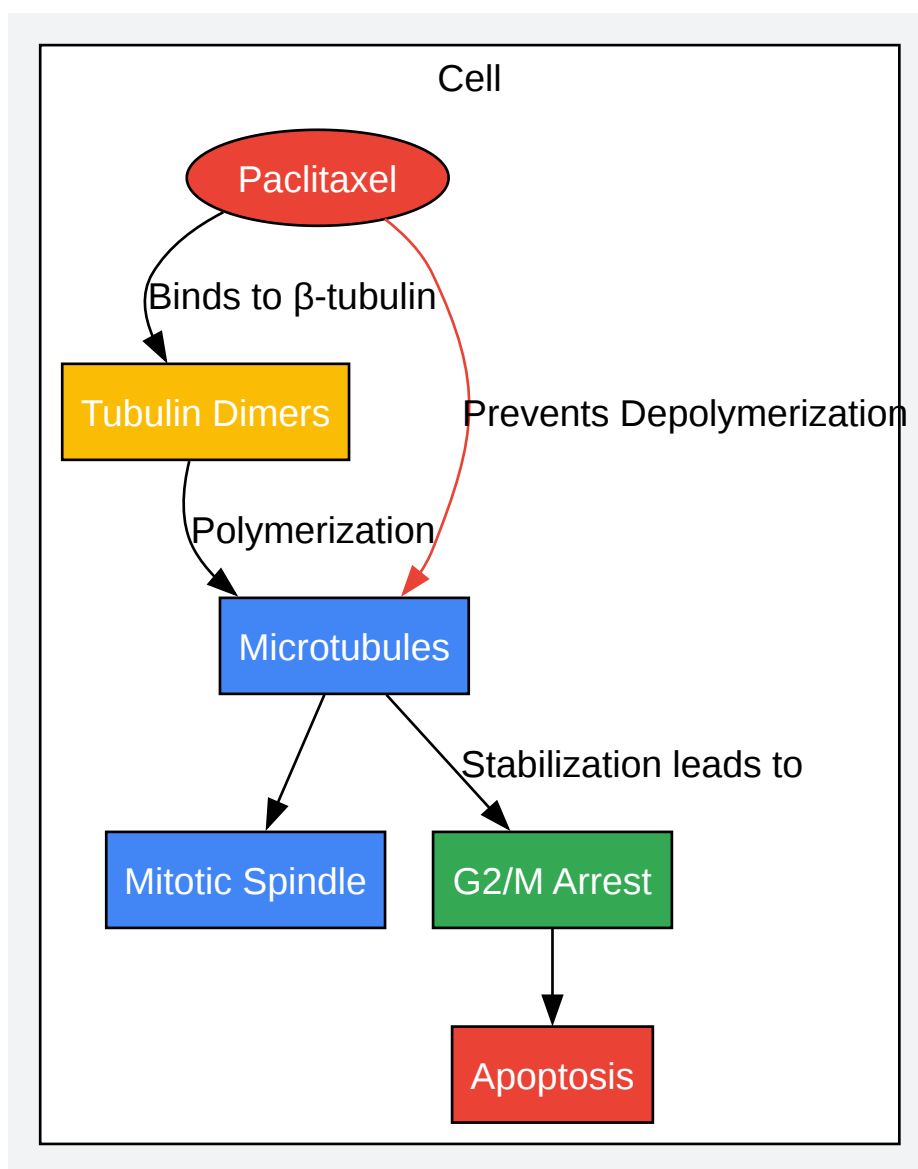 Cell
Paclitaxel
Binds to β-tubulin
Tubulin Dimers
Prevents Depolymerization
Polymerization
Microtubules
Stabilization leads to
Mitotic Spindle
G2/M Arrest
Apoptosis